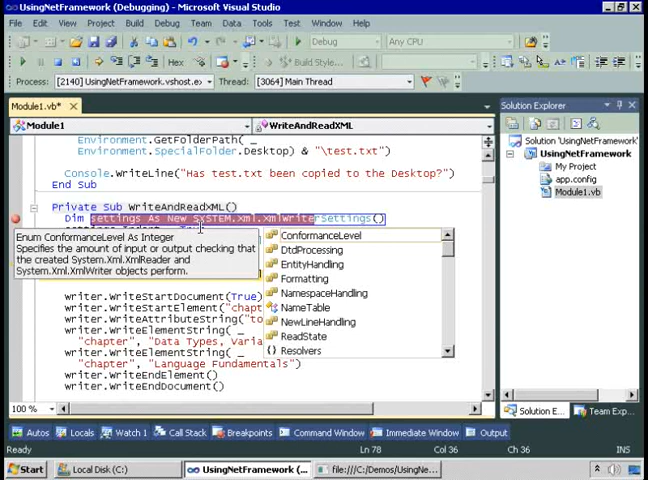 UsingNetFramework (Debugging) - Microsoft Visual Studio
File Edit View Project Build Debug Team Data Tools Test Window Help
Debug Any CPU
Hex Build Style...
Process: [2140] UsingNetFramework.vshost.ex Thread: [3064] Main Thread
Module1.vb*
Module1 WriteAndReadXML
Environment.GetFolderPath( _
Environment.SpecialFolder.Desktop) & "\test.txt")
Console.WriteLine("Has test.txt been copied to the Desktop?")
End Sub
Private Sub WriteAndReadXML()
Dim settings As New SYSTEM.Xml.XmlWriterSettings()
settings.Indent = True
Enum ConformanceLevel As Integer
Specifies the amount of input or output checking that
the created System.Xml.XmlReader and
System.Xml.XmlWriter objects perform.
ConformanceLevel
DtdProcessing
EntityHandling
Formatting
NamespaceHandling
NameTable
NewLineHandling
ReadState
{} Resolvers
writer.WriteStartDocument(True)
writer.WriteStartElement("chapt
writer.WriteAttributeString("to
writer.WriteElementString( _
"chapter", "Data Types, Varia
writer.WriteElementString( _
"chapter", "Language Fundamentals")
writer.WriteEndElement()
writer.WriteEndDocument()
100 %
Solution Explorer
Solution 'UsingNetFramework'
UsingNetFramework
My Project
app.config
Module1.vb
Solution E... Team Exp...
Autos Locals Watch 1 Call Stack Breakpoints Command Window Immediate Window Output
Ready Ln 78 Col 36 Ch 36 INS
Start Local Disk (C:) UsingNetFramework (... file:///C:/Demos/UsingNe...